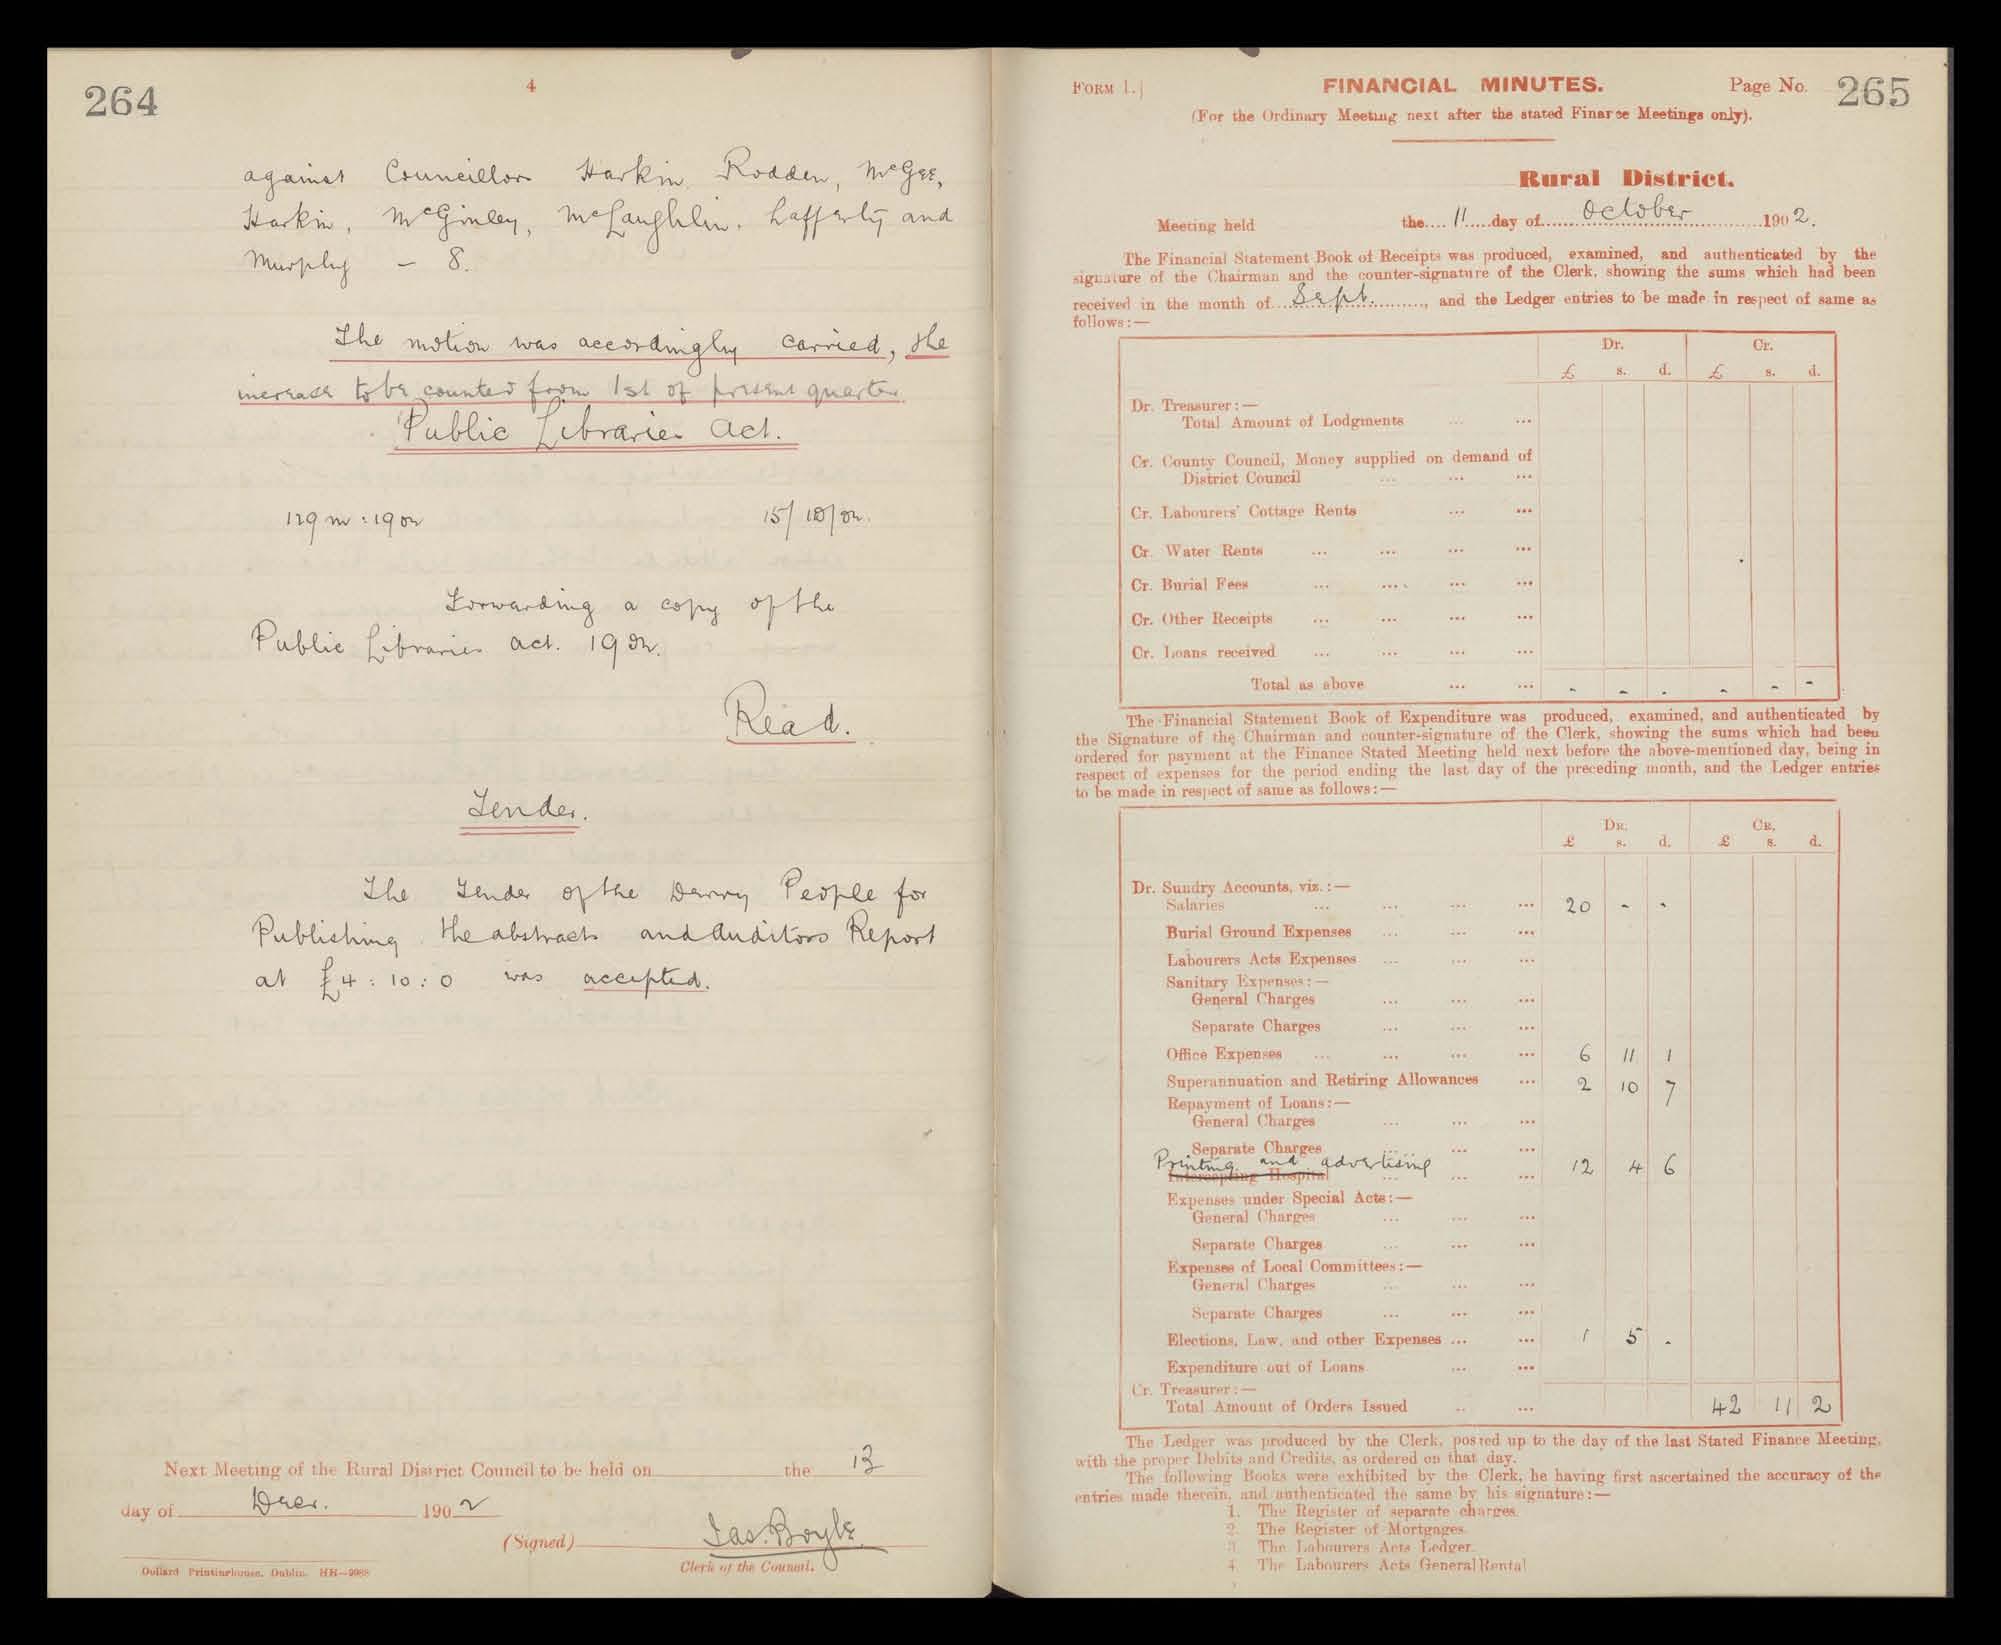 264
4
against Councillors Harkin, Rodden, McGee,
Harkin, McGinley, McLaughlin, Lafferty and
Murphy — 8.
The motion was accordingly carried, the
increase to be counted from 1st of present quarter.
Public Libraries Act.
129 m : 1902
15/10/02.
Forwarding a copy of the
Public Libraries Act. 1902.
Read.
Tender.
The Tender of the Derry People for
Publishing the abstracts and Auditors Report
at £4 : 10 : 0 was accepted.
Next Meeting of the Rural District Council to be held on the 13
day of Decr. 1902
(Signed) Jas. Boyle
Clerk of the Council.
Dollard Printinghouse, Dublin. HH—9988
FORM 1.] FINANCIAL MINUTES. Page No. 265
(For the Ordinary Meeting next after the stated Finance Meetings only).
Rural District.
Meeting held the 11 day of October 1902.
The Financial Statement Book of Receipts was produced, examined, and authenticated by the
signature of the Chairman and the counter-signature of the Clerk, showing the sums which had been
received in the month of Sept., and the Ledger entries to be made in respect of same as
follows:—
Dr. Cr.
£ s. d. £ s. d.
Dr. Treasurer:—
Total Amount of Lodgments ... ...
Cr. County Council, Money supplied on demand of
District Council ... ... ...
Cr. Labourers' Cottage Rents ... ...
Cr. Water Rents ... ... ... ...
Cr. Burial Fees ... ... ... ...
Cr. Other Receipts ... ... ... ...
Cr. Loans received ... ... ... ...
Total as above ... ... - - - - - -
The Financial Statement Book of Expenditure was produced, examined, and authenticated by
the Signature of the Chairman and counter-signature of the Clerk, showing the sums which had been
ordered for payment at the Finance Stated Meeting held next before the above-mentioned day, being in
respect of expenses for the period ending the last day of the preceding month, and the Ledger entries
to be made in respect of same as follows:—
DR. CR.
£ s. d. £ s. d.
Dr. Sundry Accounts, viz.:—
Salaries ... ... ... ... 20 - -
Burial Ground Expenses ... ... ...
Labourers Acts Expenses ... ... ...
Sanitary Expenses:—
General Charges ... ... ...
Separate Charges ... ... ...
Office Expenses ... ... ... ... 6 11 1
Superannuation and Retiring Allowances ... 2 10 7
Repayment of Loans:—
General Charges ... ... ...
Separate Charges ... ... ...
Printing and advertising
Intercepting Hospital ... ... ... 12 4 6
Expenses under Special Acts:—
General Charges ... ... ...
Separate Charges ... ... ...
Expenses of Local Committees:—
General Charges ... ... ...
Separate Charges ... ... ...
Elections, Law, and other Expenses ... ... 1 5 -
Expenditure out of Loans ... ...
Cr. Treasurer:—
Total Amount of Orders Issued .. ... 42 11 2
The Ledger was produced by the Clerk, posted up to the day of the last Stated Finance Meeting,
with the proper Debits and Credits, as ordered on that day.
The following Books were exhibited by the Clerk, he having first ascertained the accuracy of the
entries made therein, and authenticated the same by his signature:—
1. The Register of separate charges.
2. The Register of Mortgages.
3. The Labourers Acts Ledger.
4. The Labourers Acts General Rental